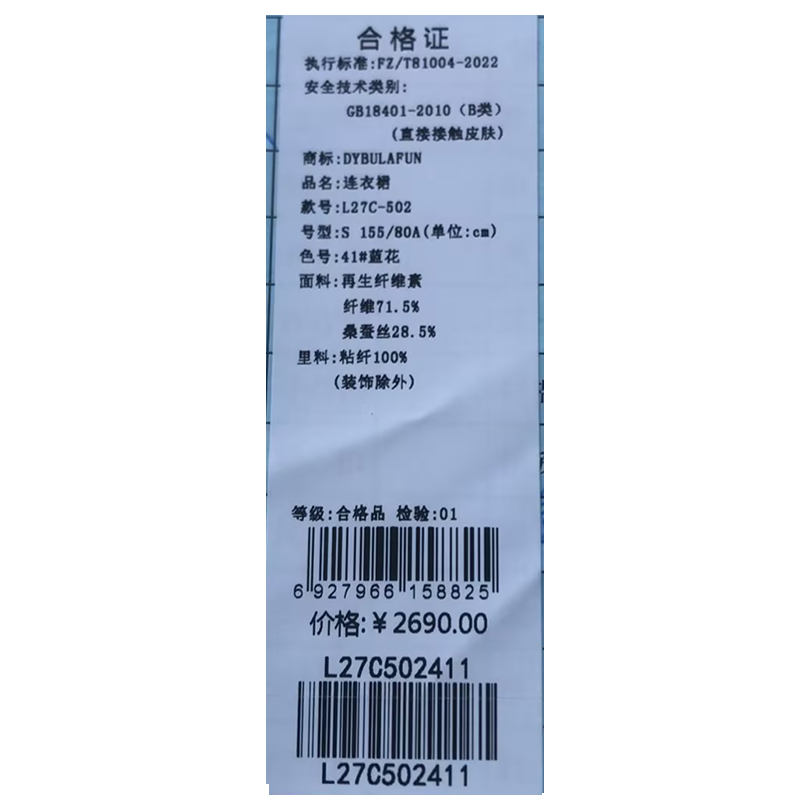 合格证
执行标准:FZ/T81004-2022
安全技术类别:
GB18401-2010（B类）
(直接接触皮肤)
商标:DYBULAFUN
品名:连衣裙
款号:L27C-502
号型:S 155/80A(单位:cm)
色号:41#蓝花
面料:再生纤维素
纤维71.5%
桑蚕丝28.5%
里料:粘纤100%
(装饰除外)
等级:合格品 检验:01
6 927966 158825
价格:￥2690.00
L27C502411
L27C502411